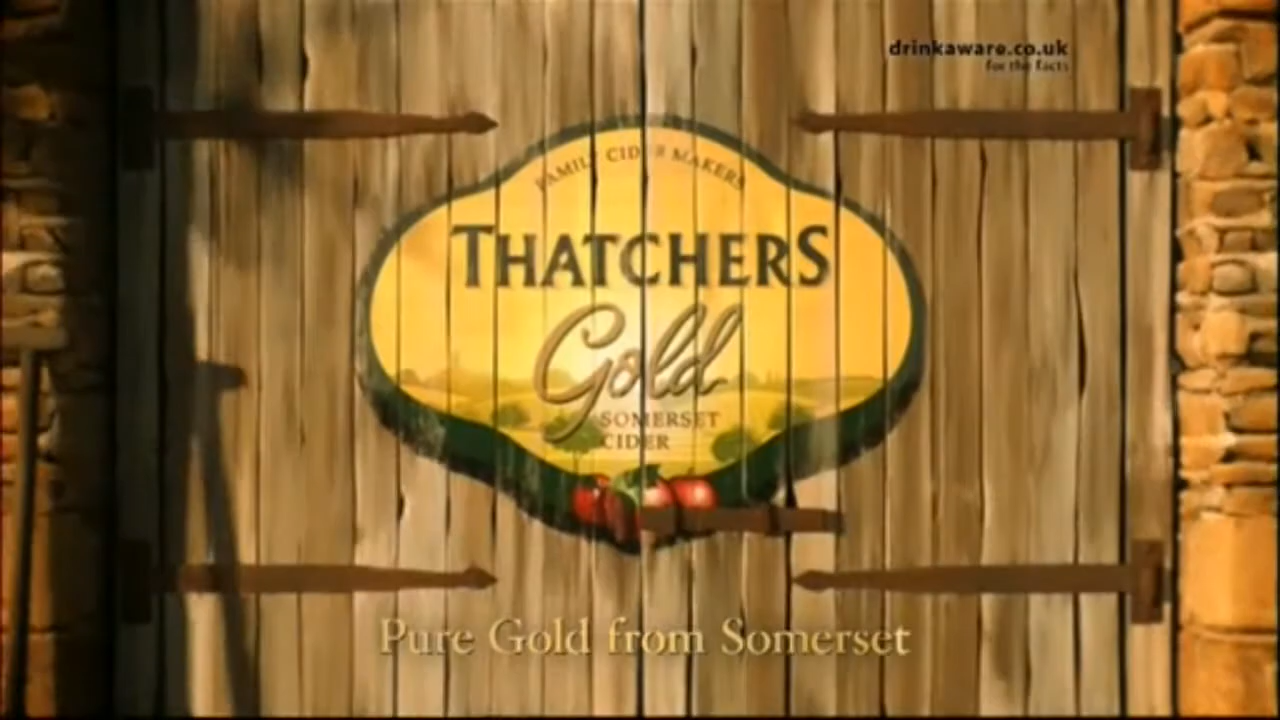 drinkaware.co.uk
for the facts
FAMILY CIDER MAKERS
THATCHERS
Gold
SOMERSET
CIDER
Pure Gold from Somerset